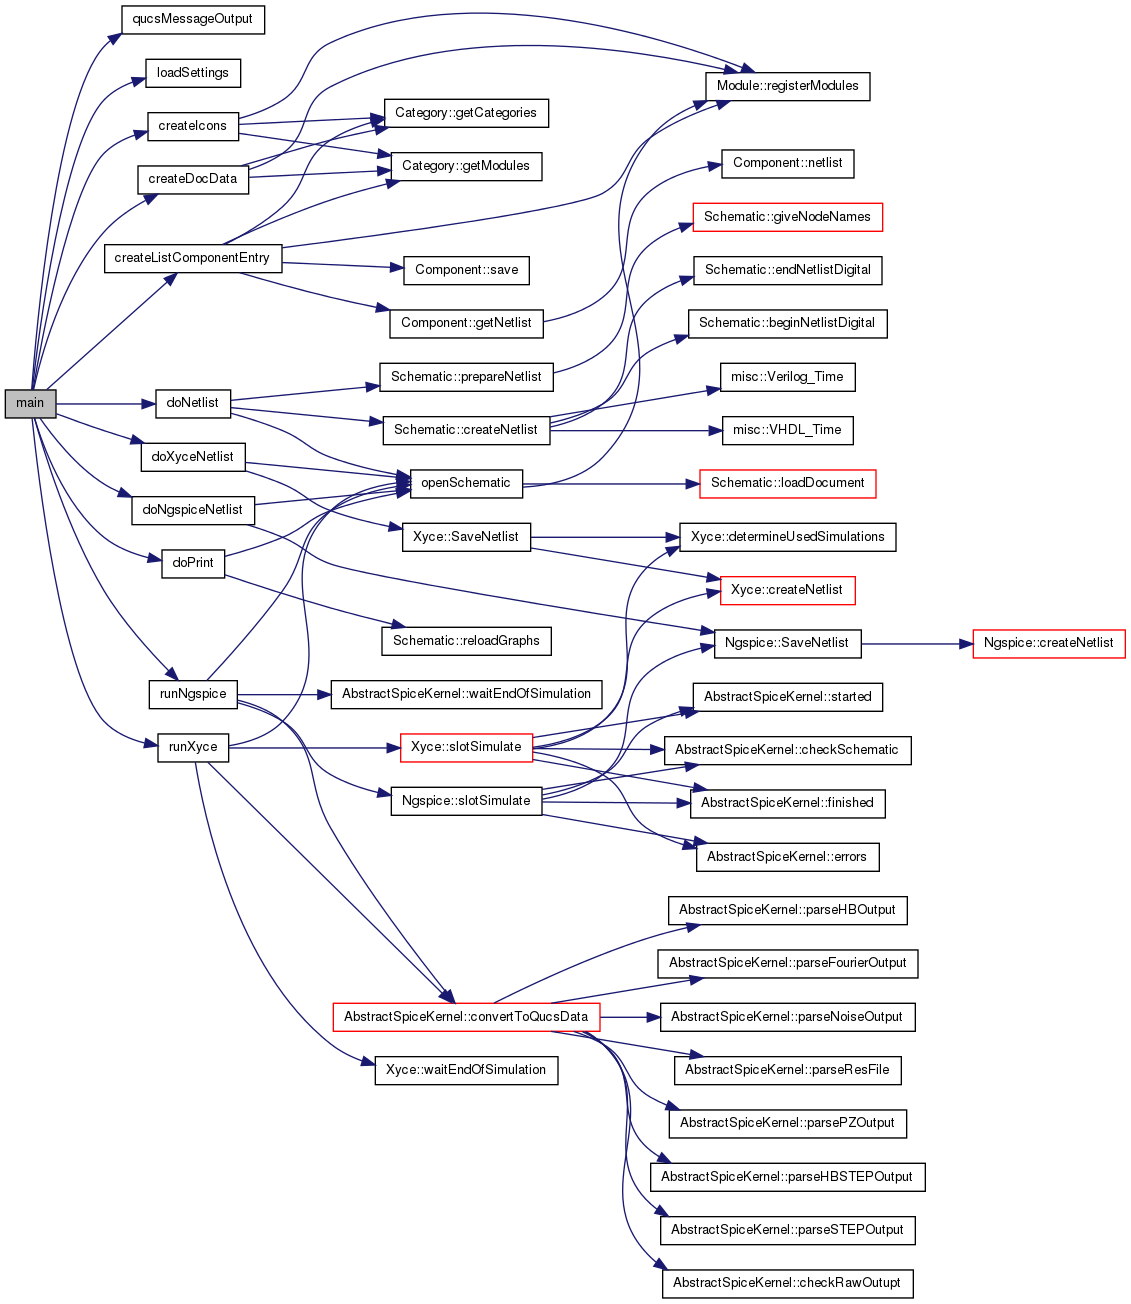 qucsMessageOutput
loadSettings
Module::registerModules
Category::getCategories
createIcons
Component::netlist
Category::getModules
createDocData
Schematic::giveNodeNames
createListComponentEntry
Component::save
Schematic::endNetlistDigital
Component::getNetlist
Schematic::beginNetlistDigital
Schematic::prepareNetlist
misc::Verilog_Time
main
doNetlist
Schematic::createNetlist
misc::VHDL_Time
doXyceNetlist
openSchematic
Schematic::loadDocument
doNgspiceNetlist
Xyce::SaveNetlist
Xyce::determineUsedSimulations
doPrint
Xyce::createNetlist
Schematic::reloadGraphs
Ngspice::SaveNetlist
Ngspice::createNetlist
runNgspice
AbstractSpiceKernel::waitEndOfSimulation
AbstractSpiceKernel::started
runXyce
Xyce::slotSimulate
AbstractSpiceKernel::checkSchematic
Ngspice::slotSimulate
AbstractSpiceKernel::finished
AbstractSpiceKernel::errors
AbstractSpiceKernel::parseHBOutput
AbstractSpiceKernel::parseFourierOutput
AbstractSpiceKernel::convertToQucsData
AbstractSpiceKernel::parseNoiseOutput
Xyce::waitEndOfSimulation
AbstractSpiceKernel::parseResFile
AbstractSpiceKernel::parsePZOutput
AbstractSpiceKernel::parseHBSTEPOutput
AbstractSpiceKernel::parseSTEPOutput
AbstractSpiceKernel::checkRawOutupt